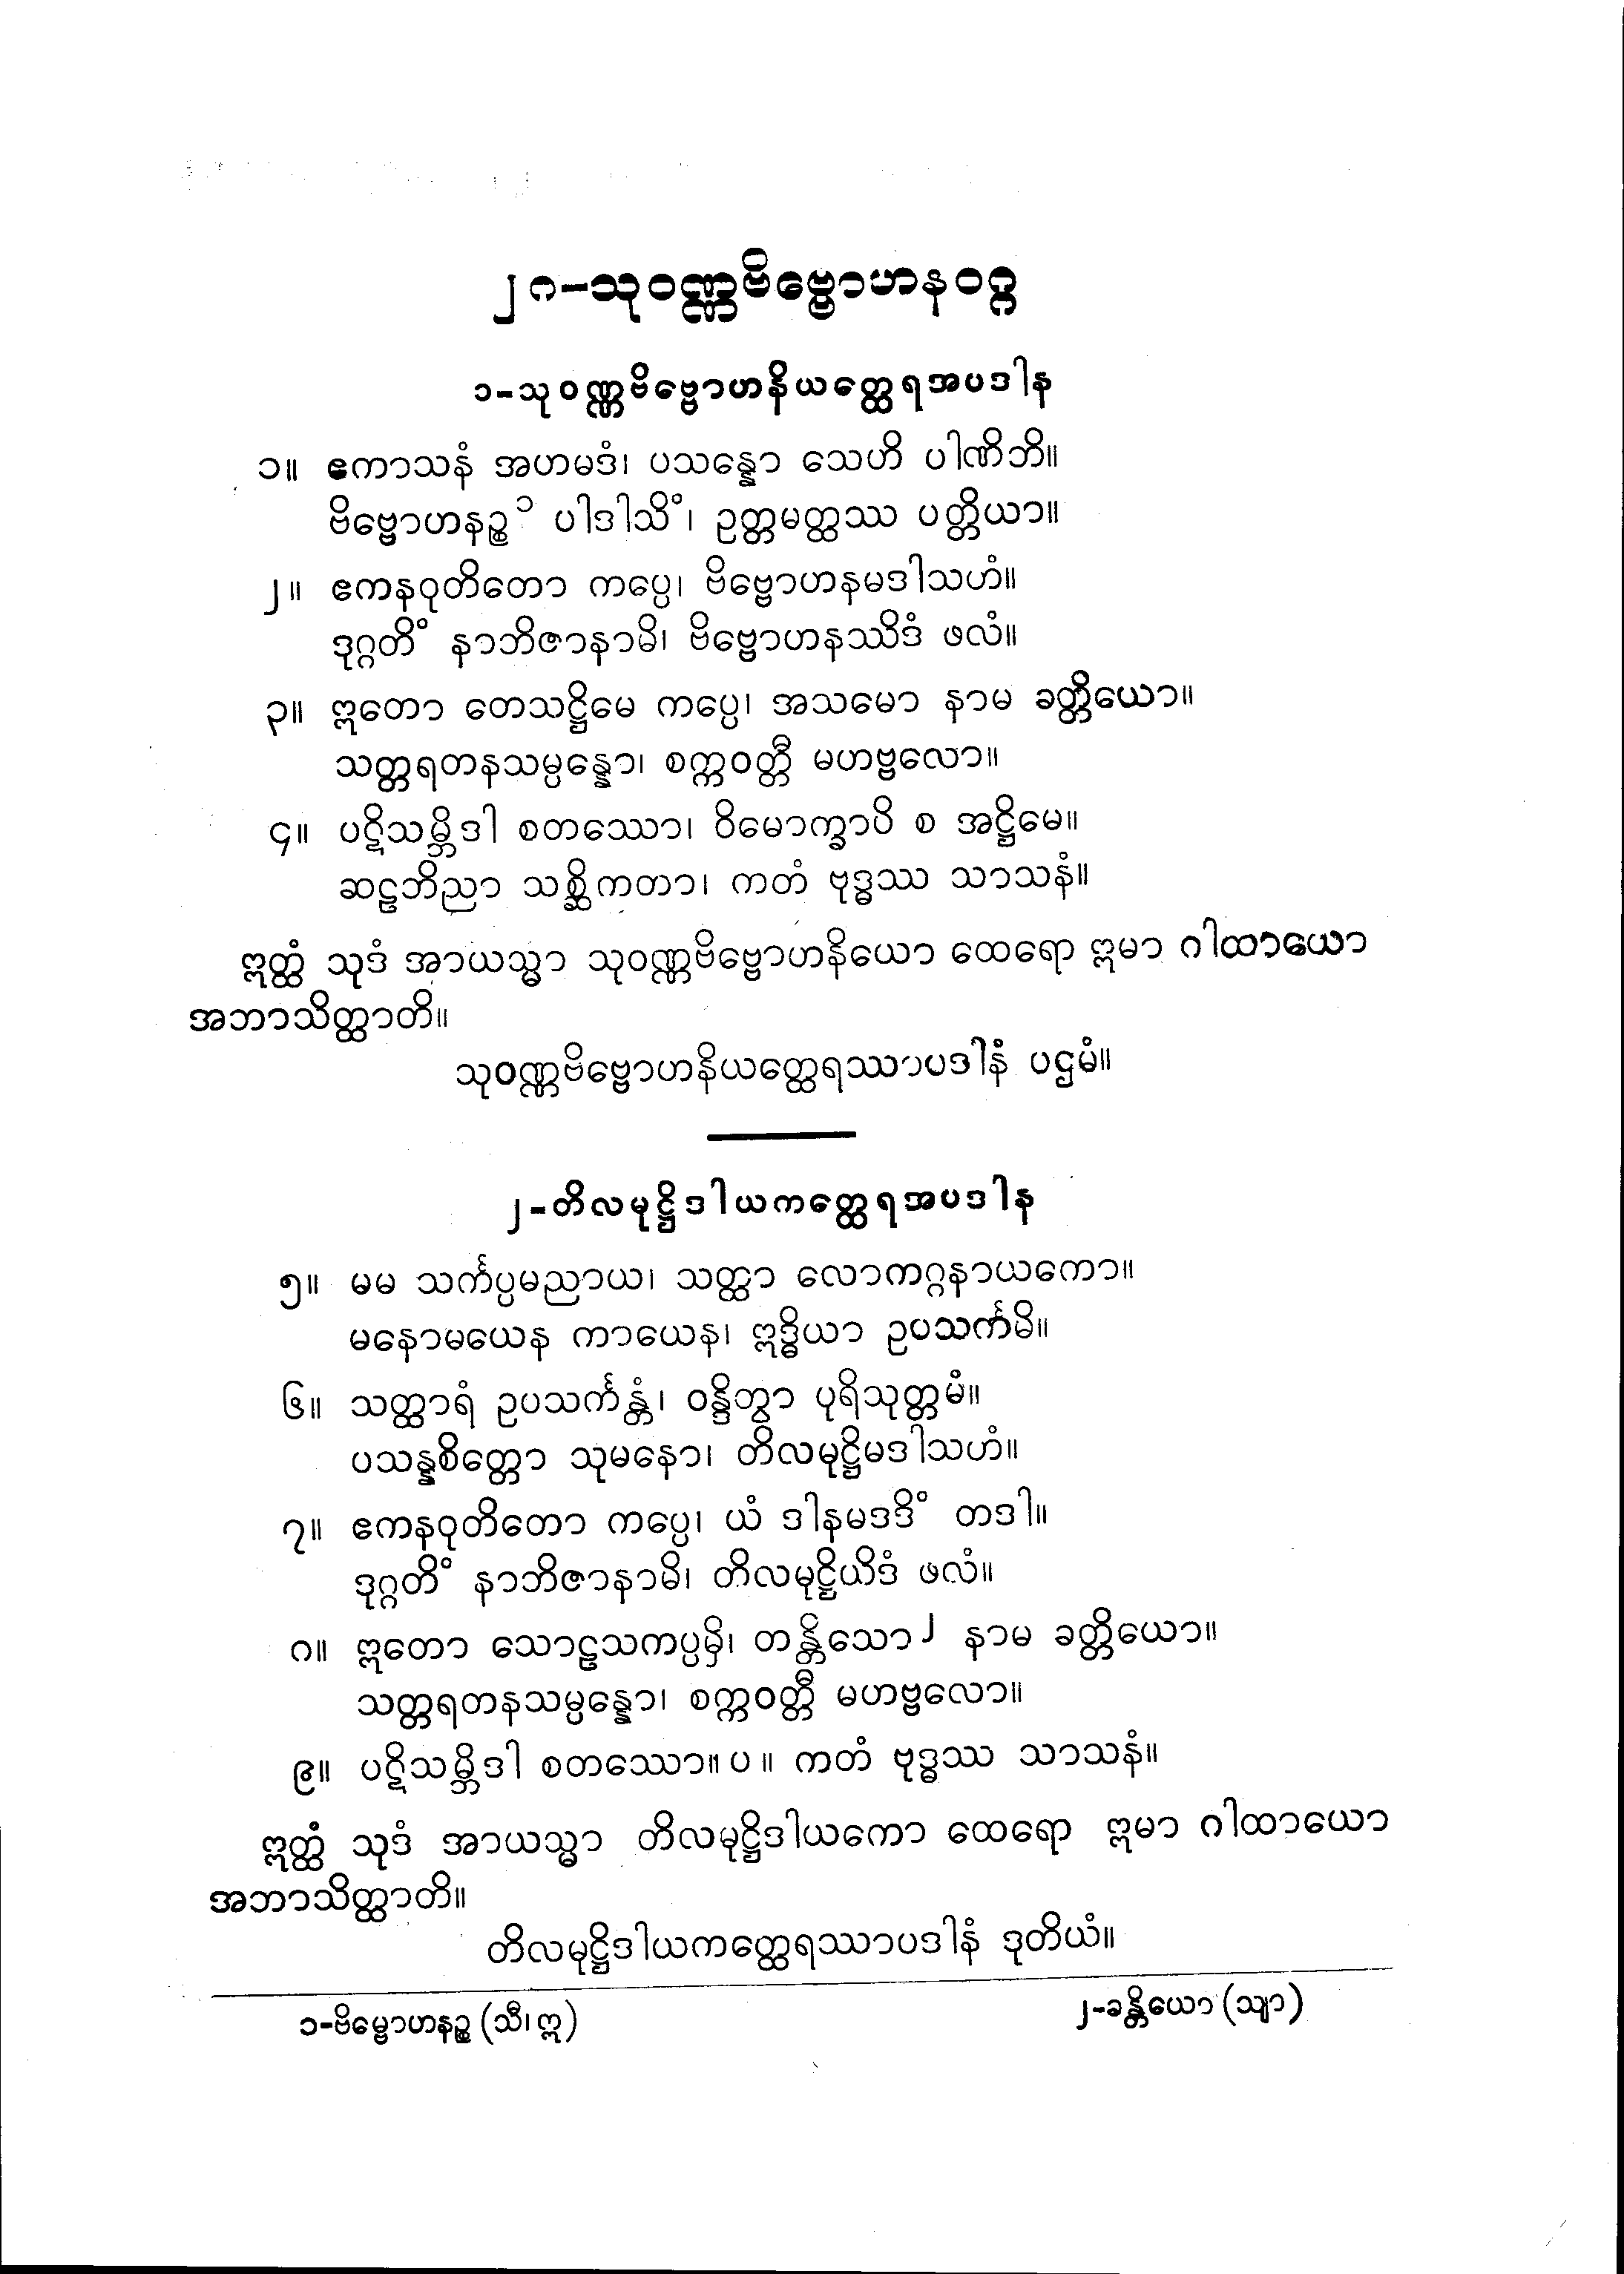 ၂၈-သုဝဏ္ဏဗိဗ္ဗောဟနဝဂ္ဂ
၁-သုဝဏ္ဏဗိဗ္ဗောဟနိယတ္ထေရအပဒါန
၁။ ဧကာသနံ အဟမဒံ၊ ပသန္နော သေဟိ ပါဏိဘိ။
ဗိဗ္ဗောဟနဉ္စ၁ ပါဒါသိံ၊ ဥတ္တမတ္ထဿ ပတ္တိယာ။
၂။ ဧကနဝုတိတော ကပ္ပေ၊ ဗိဗ္ဗောဟနမဒါသဟံ။
ဒုဂ္ဂတိံ နာဘိဇာနာမိ၊ ဗိဗ္ဗောဟနဿိဒံ ဖလံ။
၃။ ဣတော တေသဋ္ဌိမေ ကပ္ပေ၊ အသမော နာမ ခတ္တိယော။
သတ္တရတနသမ္ပန္နော၊ စက္ကဝတ္တီ မဟဗ္ဗလော။
၄။ ပဋိသမ္ဘိဒါ စတဿော၊ ဝိမောက္ခာပိ စ အဋ္ဌိမေ။
ဆဠဘိညာ သစ္ဆိကတာ၊ ကတံ ဗုဒ္ဓဿ သာသနံ။
ဣတ္ထံ သုဒံ အာယသ္မာ သုဝဏ္ဏဗိဗ္ဗောဟနိယော ထေရော ဣမာ ဂါထာယော
အဘာသိတ္ထာတိ။
သုဝဏ္ဏဗိဗ္ဗောဟနိယတ္ထေရဿာပဒါနံ ပဌမံ။
၂-တိလမုဋ္ဌိဒါယကတ္ထေရအပဒါန
၅။ မမ သင်္ကပ္ပမညာယ၊ သတ္ထာ လောကဂ္ဂနာယကော။
မနောမယေန ကာယေန၊ ဣဒ္ဓိယာ ဥပသင်္ကမိ။
၆။ သတ္ထာရံ ဥပသင်္ကန္တံ၊ ဝန္ဒိတွာ ပုရိသုတ္တမံ။
ပသန္နစိတ္တော သုမနော၊ တိလမုဋ္ဌိမဒါသဟံ။
၇။ ဧကနဝုတိတော ကပ္ပေ၊ ယံ ဒါနမဒဒိံ တဒါ။
ဒုဂ္ဂတိံ နာဘိဇာနာမိ၊ တိလမုဋ္ဌိယိဒံ ဖလံ။
၈။ ဣတော သောဠသကပ္ပမှိ၊ တန္တိသော၂ နာမ ခတ္တိယော။
သတ္တရတနသမ္ပန္နော၊ စက္ကဝတ္တီ မဟဗ္ဗလော။
၉။ ပဋိသမ္ဘိဒါ စတဿော။ ပ ။ ကတံ ဗုဒ္ဓဿ သာသနံ။
ဣတ္ထံ သုဒံ အာယသ္မာ တိလမုဋ္ဌိဒါယကော ထေရော ဣမာ ဂါထာယော
အဘာသိတ္ထာတိ။
တိလမုဋ္ဌိဒါယကတ္ထေရဿာပဒါနံ ဒုတိယံ။
၁-ဗိမ္ဗောဟနဉ္စ (သီ၊ ဣ) ၂-ခန္တိယော (သျာ)